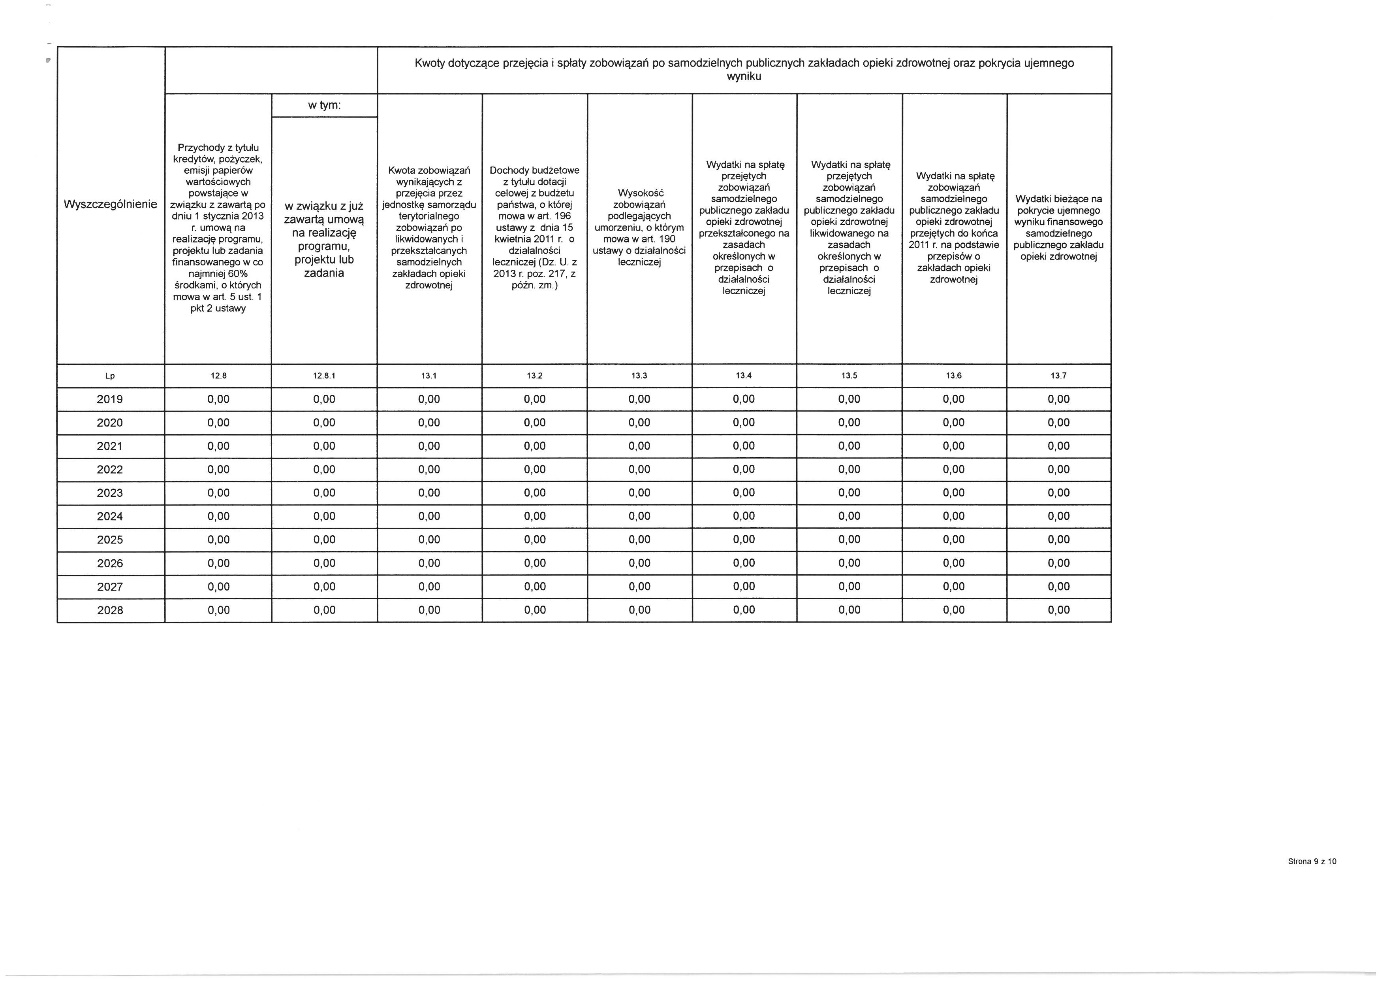 Kwoty dotyczące przejęcia i spłaty zobowiązań po samodzielnych publicznych zakładach opieki zdrowotnej oraz pokrycia ujemnego
wyniku
Wyszczególnienie
Przychody z tytułu
kredytów, pożyczek,
emisji papierów
wartościowych
powstające w
związku z zawartą po
dniu 1 stycznia 2013
r. umową na
realizację programu,
projektu lub zadania
finansowanego w co
najmniej 60%
środkami, o których
mowa w art. 5 ust. 1
pkt 2 ustawy
w tym:
w związku z już
zawartą umową
na realizację
programu,
projektu lub
zadania
Kwota zobowiązań
wynikających z
przejęcia przez
jednostkę samorządu
terytorialnego
zobowiązań po
likwidowanych i
przekształcanych
samodzielnych
zakładach opieki
zdrowotnej
Dochody budżetowe
z tytułu dotacji
celowej z budżetu
państwa, o której
mowa w art. 196
ustawy z dnia 15
kwietnia 2011 r. o
działalności
leczniczej (Dz. U. z
2013 r. poz. 217, z
późn. zm.)
Wysokość
zobowiązań
podlegających
umorzeniu, o którym
mowa w art. 190
ustawy o działalności
leczniczej
Wydatki na spłatę
przejętych
zobowiązań
samodzielnego
publicznego zakładu
opieki zdrowotnej
przekształconego na
zasadach
określonych w
przepisach o
działalności
leczniczej
Wydatki na spłatę
przejętych
zobowiązań
samodzielnego
publicznego zakładu
opieki zdrowotnej
likwidowanego na
zasadach
określonych w
przepisach o
działalności
leczniczej
Wydatki na spłatę
zobowiązań
samodzielnego
publicznego zakładu
opieki zdrowotnej
przejętych do końca
2011 r. na podstawie
przepisów o
zakładach opieki
zdrowotnej
Wydatki bieżące na
pokrycie ujemnego
wyniku finansowego
samodzielnego
publicznego zakładu
opieki zdrowotnej
Lp 12.8 12.8.1 13.1 13.2 13.3 13.4 13.5 13.6 13.7
2019 0,00 0,00 0,00 0,00 0,00 0,00 0,00 0,00 0,00
2020 0,00 0,00 0,00 0,00 0,00 0,00 0,00 0,00 0,00
2021 0,00 0,00 0,00 0,00 0,00 0,00 0,00 0,00 0,00
2022 0,00 0,00 0,00 0,00 0,00 0,00 0,00 0,00 0,00
2023 0,00 0,00 0,00 0,00 0,00 0,00 0,00 0,00 0,00
2024 0,00 0,00 0,00 0,00 0,00 0,00 0,00 0,00 0,00
2025 0,00 0,00 0,00 0,00 0,00 0,00 0,00 0,00 0,00
2026 0,00 0,00 0,00 0,00 0,00 0,00 0,00 0,00 0,00
2027 0,00 0,00 0,00 0,00 0,00 0,00 0,00 0,00 0,00
2028 0,00 0,00 0,00 0,00 0,00 0,00 0,00 0,00 0,00
Strona 9 z 10